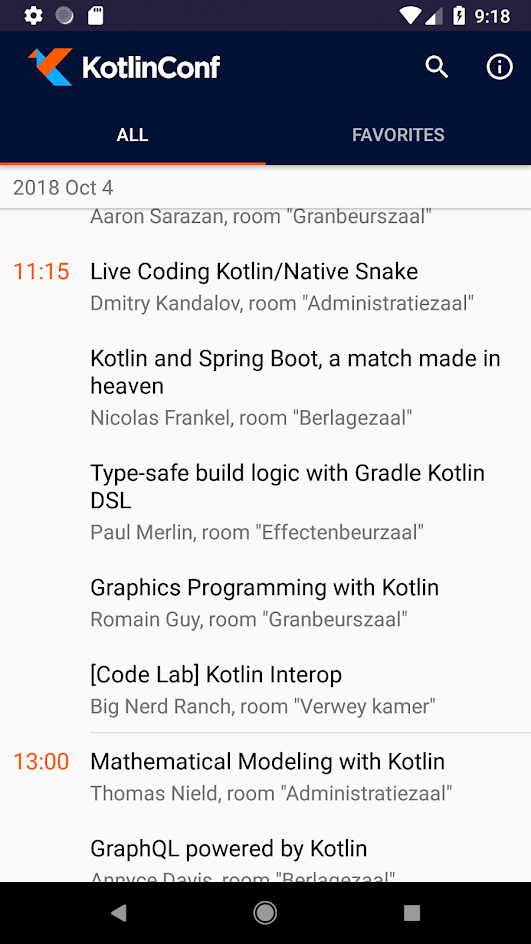 9:18
KotlinConf
ALL
FAVORITES
2018 Oct 4
Aaron Sarazan, room "Granbeurszaal"
11:15 Live Coding Kotlin/Native Snake
Dmitry Kandalov, room "Administratiezaal"
Kotlin and Spring Boot, a match made in
heaven
Nicolas Frankel, room "Berlagezaal"
Type-safe build logic with Gradle Kotlin
DSL
Paul Merlin, room "Effectenbeurzaal"
Graphics Programming with Kotlin
Romain Guy, room "Granbeurszaal"
[Code Lab] Kotlin Interop
Big Nerd Ranch, room "Verwey kamer"
13:00 Mathematical Modeling with Kotlin
Thomas Nield, room "Administratiezaal"
GraphQL powered by Kotlin
Annyce Davis, room "Berlagezaal"